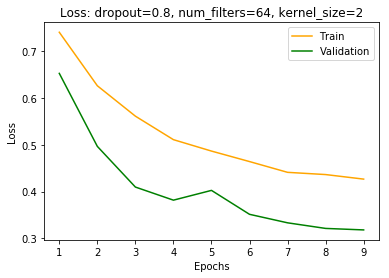 Loss: dropout=0.8, num_filters=64, kernel_size=2
Train
Validation
Loss
0.7
0.6
0.5
0.4
0.3
1 2 3 4 5 6 7 8 9
Epochs